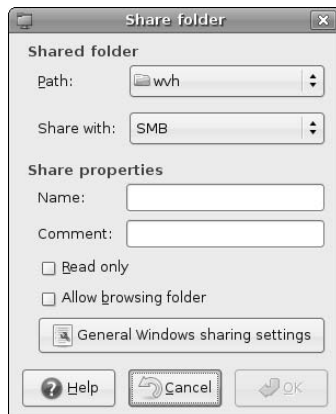 Share folder
Shared folder
Path: wvh
Share with: SMB
Share properties
Name:
Comment:
Read only
Allow browsing folder
General Windows sharing settings
Help Cancel OK